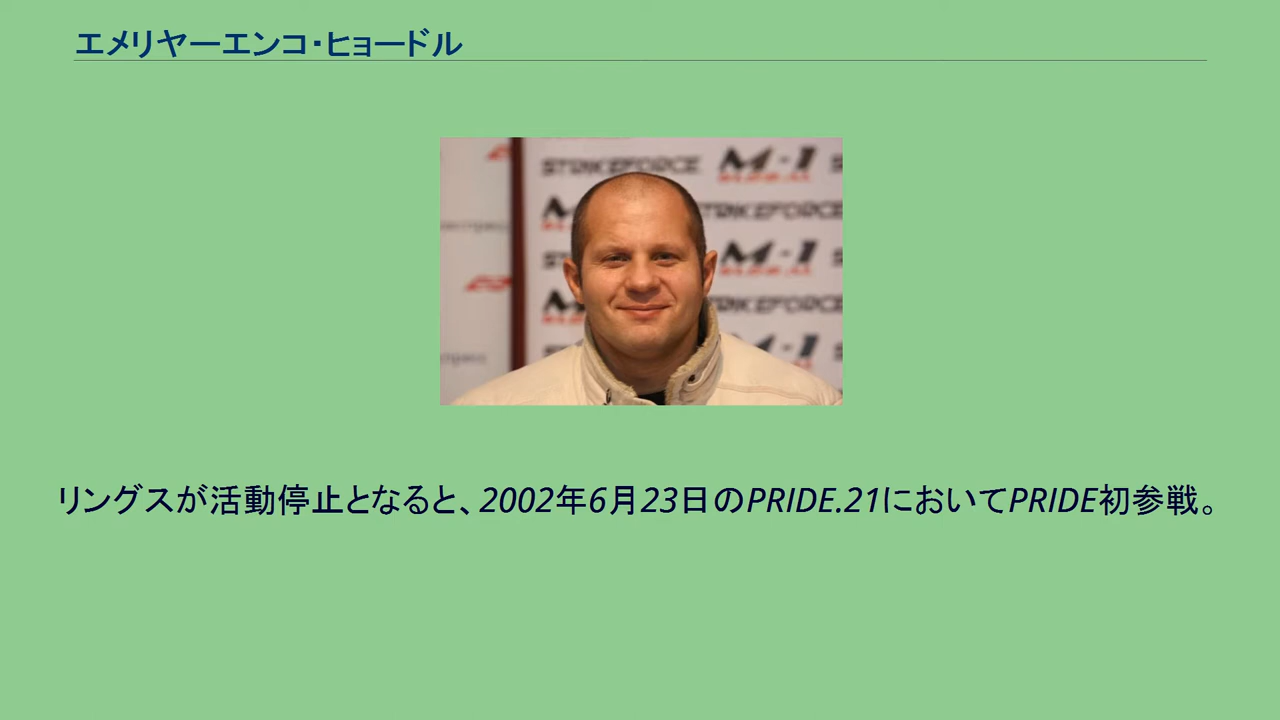 エメリヤーエンコ・ヒョードル
STRIKEFORCE M-1
STRIKEFORCE
M-1
M-1
リングスが活動停止となると、2002年6月23日のPRIDE.21においてPRIDE初参戦。